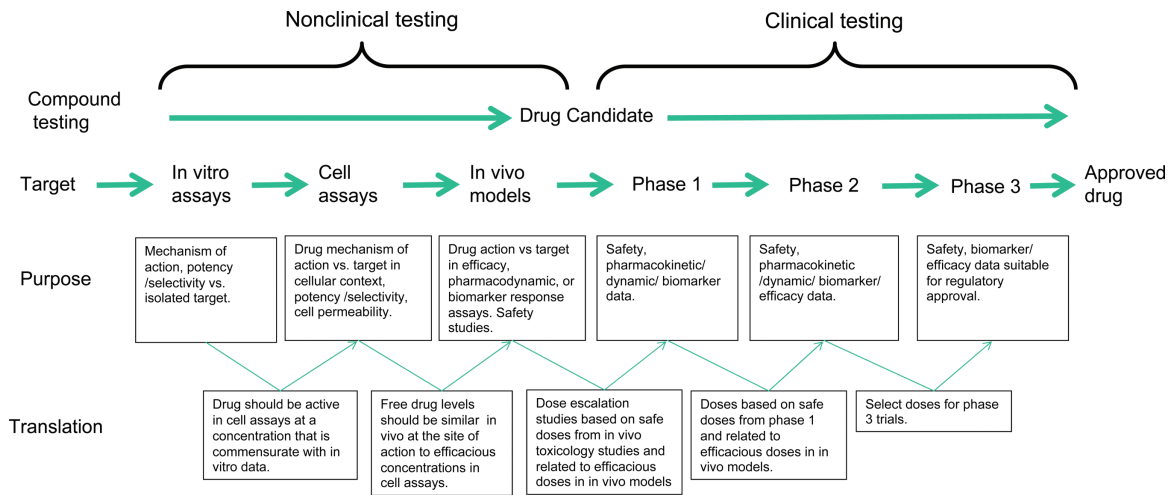 Nonclinical testing
Clinical testing
Compound
testing
Drug Candidate
Target
In vitro
assays
Cell
assays
In vivo
models
Phase 1
Phase 2
Phase 3
Approved
drug
Purpose
Mechanism of
action, potency
/selectivity vs.
isolated target.
Drug mechanism of
action vs. target in
cellular context,
potency /selectivity,
cell permeability.
Drug action vs target
in efficacy,
pharmacodynamic, or
biomarker response
assays. Safety
studies.
Safety,
pharmacokinetic/
dynamic/ biomarker
data.
Safety,
pharmacokinetic
/dynamic/ biomarker/
efficacy data.
Safety, biomarker/
efficacy data suitable
for regulatory
approval.
Translation
Drug should be active
in cell assays at a
concentration that is
commensurate with in
vitro data.
Free drug levels
should be similar in
vivo at the site of
action to efficacious
concentrations in
cell assays.
Dose escalation
studies based on safe
doses from in vivo
toxicology studies and
related to efficacious
doses in in vivo models
Doses based on safe
doses from phase 1
and related to
efficacious doses in in
vivo models.
Select doses for phase
3 trials.